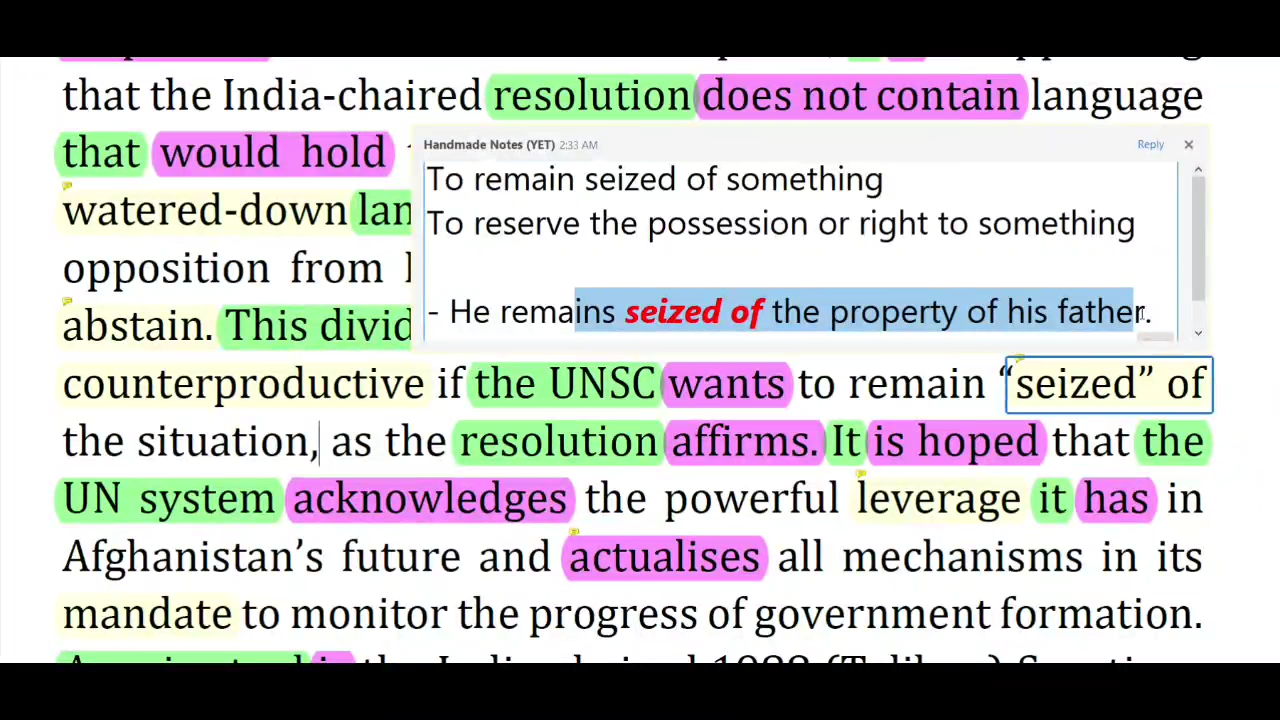 that the India-chaired resolution does not contain language
that would hold
watered-down lan
opposition from
abstain. This divid
counterproductive if the UNSC wants to remain “seized” of
the situation, as the resolution affirms. It is hoped that the
UN system acknowledges the powerful leverage it has in
Afghanistan’s future and actualises all mechanisms in its
mandate to monitor the progress of government formation.
Handmade Notes (YET) 2:33 AM Reply
To remain seized of something
To reserve the possession or right to something
- He remains seized of the property of his father.